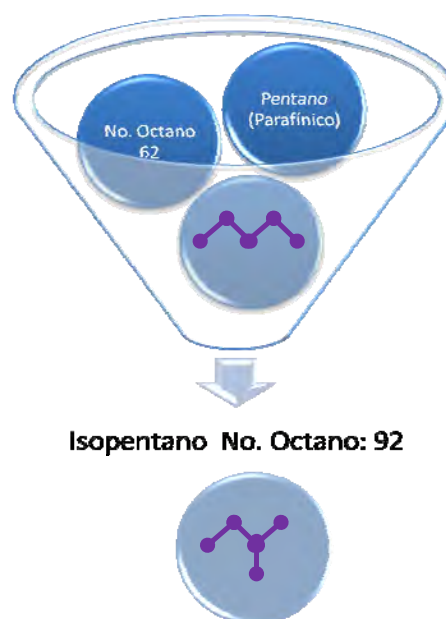 No. Octano
62
Pentano
(Parafínico)
Isopentano No. Octano: 92